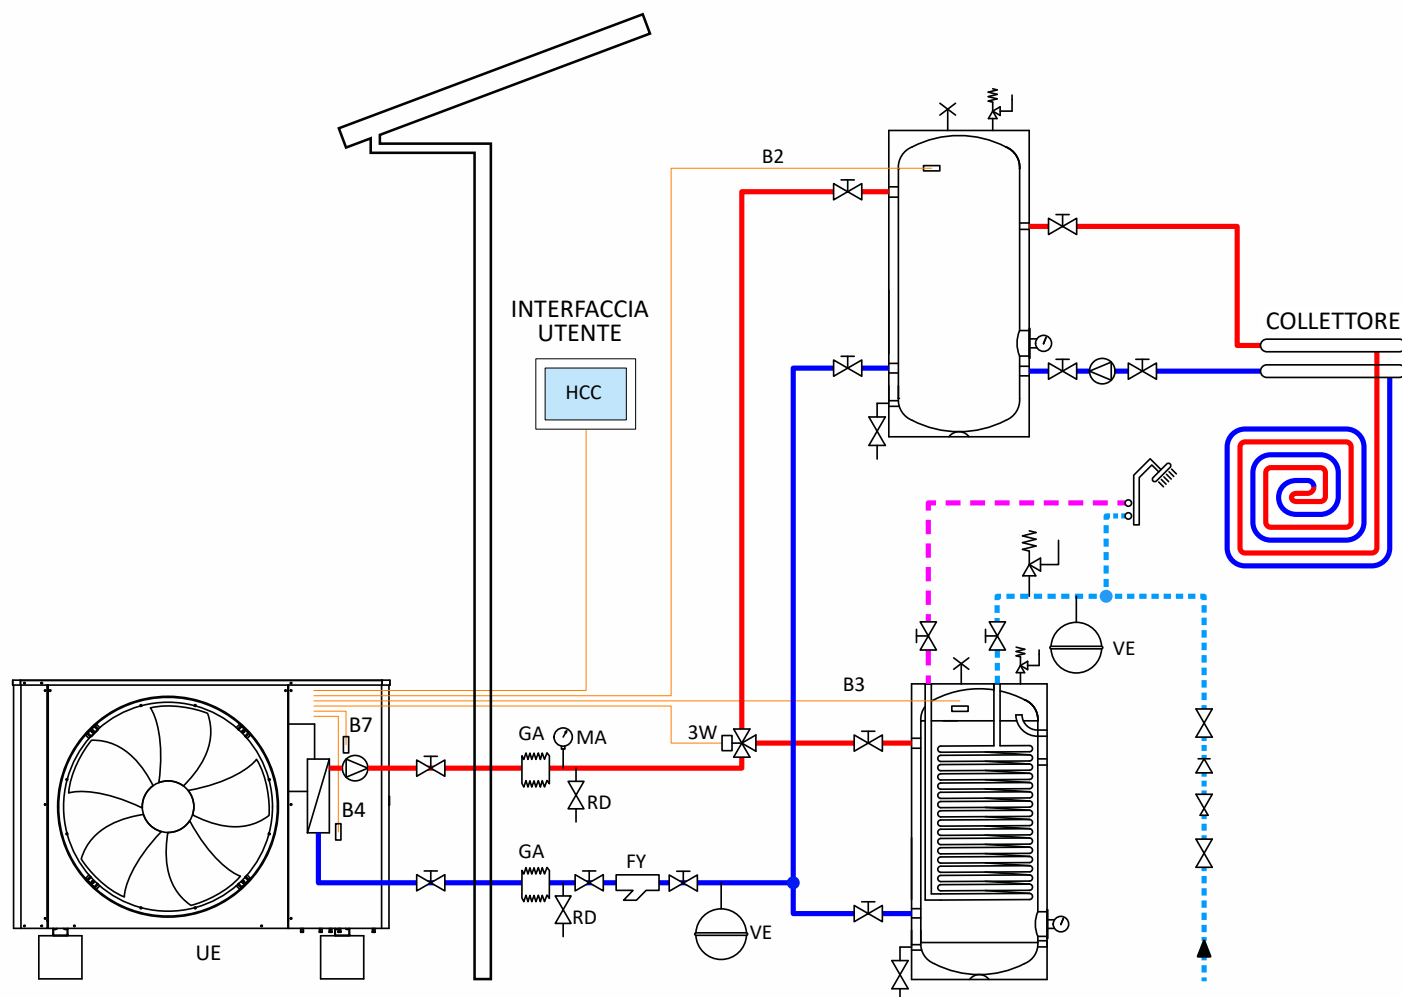 B2
INTERFACCIA
UTENTE
HCC
COLLETTORE
VE
B3
B7
GA
MA
3W
B4
RD
GA
FY
RD
VE
UE